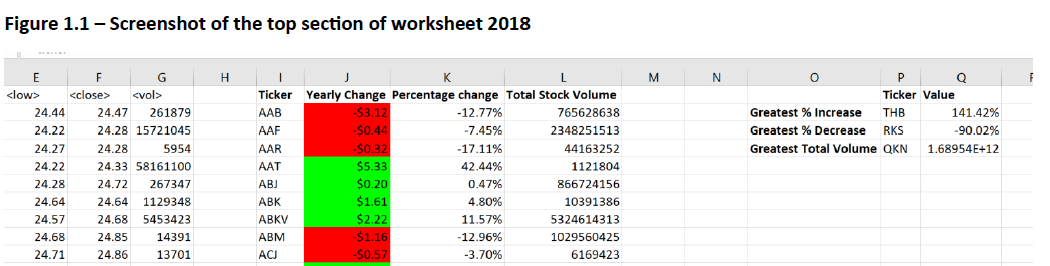 Figure 1.1 – Screenshot of the top section of worksheet 2018
E F G H I J K L M N O P Q
<low> <close> <vol> Ticker Yearly Change Percentage change Total Stock Volume Ticker Value
24.44 24.47 261879 AAB -$3.12 -12.77% 765628638 Greatest % Increase THB 141.42%
24.22 24.28 15721045 AAF -$0.44 -7.45% 2348251513 Greatest % Decrease RKS -90.02%
24.27 24.28 5954 AAR -$0.32 -17.11% 44163252 Greatest Total Volume QKN 1.68954E+12
24.22 24.33 58161100 AAT $5.33 42.44% 1121804
24.28 24.72 267347 ABJ $0.20 0.47% 866724156
24.64 24.64 1129348 ABK $1.61 4.80% 10391386
24.57 24.68 5453423 ABKV $2.22 11.57% 5324614313
24.68 24.85 14391 ABM -$1.16 -12.96% 1029560425
24.71 24.86 13701 ACJ -$0.57 -3.70% 6169423